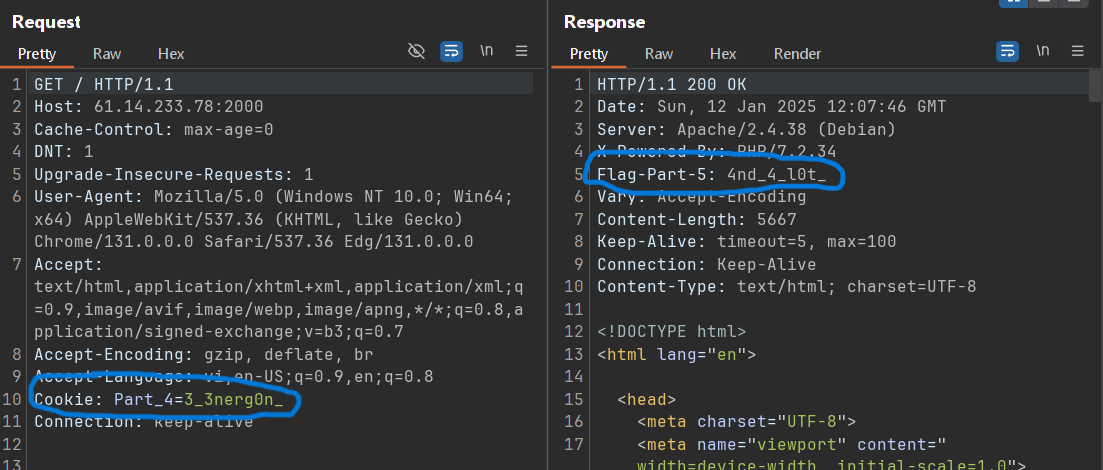 Request
Pretty Raw Hex \n
1 GET / HTTP/1.1
2 Host: 61.14.233.78:2000
3 Cache-Control: max-age=0
4 DNT: 1
5 Upgrade-Insecure-Requests: 1
6 User-Agent: Mozilla/5.0 (Windows NT 10.0; Win64;
x64) AppleWebKit/537.36 (KHTML, like Gecko)
Chrome/131.0.0.0 Safari/537.36 Edg/131.0.0.0
7 Accept:
text/html,application/xhtml+xml,application/xml;q
=0.9,image/avif,image/webp,image/apng,*/*;q=0.8,a
pplication/signed-exchange;v=b3;q=0.7
8 Accept-Encoding: gzip, deflate, br
9 Accept-Language: vi,en-US;q=0.9,en;q=0.8
10 Cookie: Part_4=3_3nerg0n_
11 Connection: keep-alive
12
13
Response
Pretty Raw Hex Render \n
1 HTTP/1.1 200 OK
2 Date: Sun, 12 Jan 2025 12:07:46 GMT
3 Server: Apache/2.4.38 (Debian)
4 X-Powered-By: PHP/7.2.34
5 Flag-Part-5: 4nd_4_l0t_
6 Vary: Accept-Encoding
7 Content-Length: 5667
8 Keep-Alive: timeout=5, max=100
9 Connection: Keep-Alive
10 Content-Type: text/html; charset=UTF-8
11
12 <!DOCTYPE html>
13 <html lang="en">
14
15 <head>
16 <meta charset="UTF-8">
17 <meta name="viewport" content="
width=device-width, initial-scale=1.0">